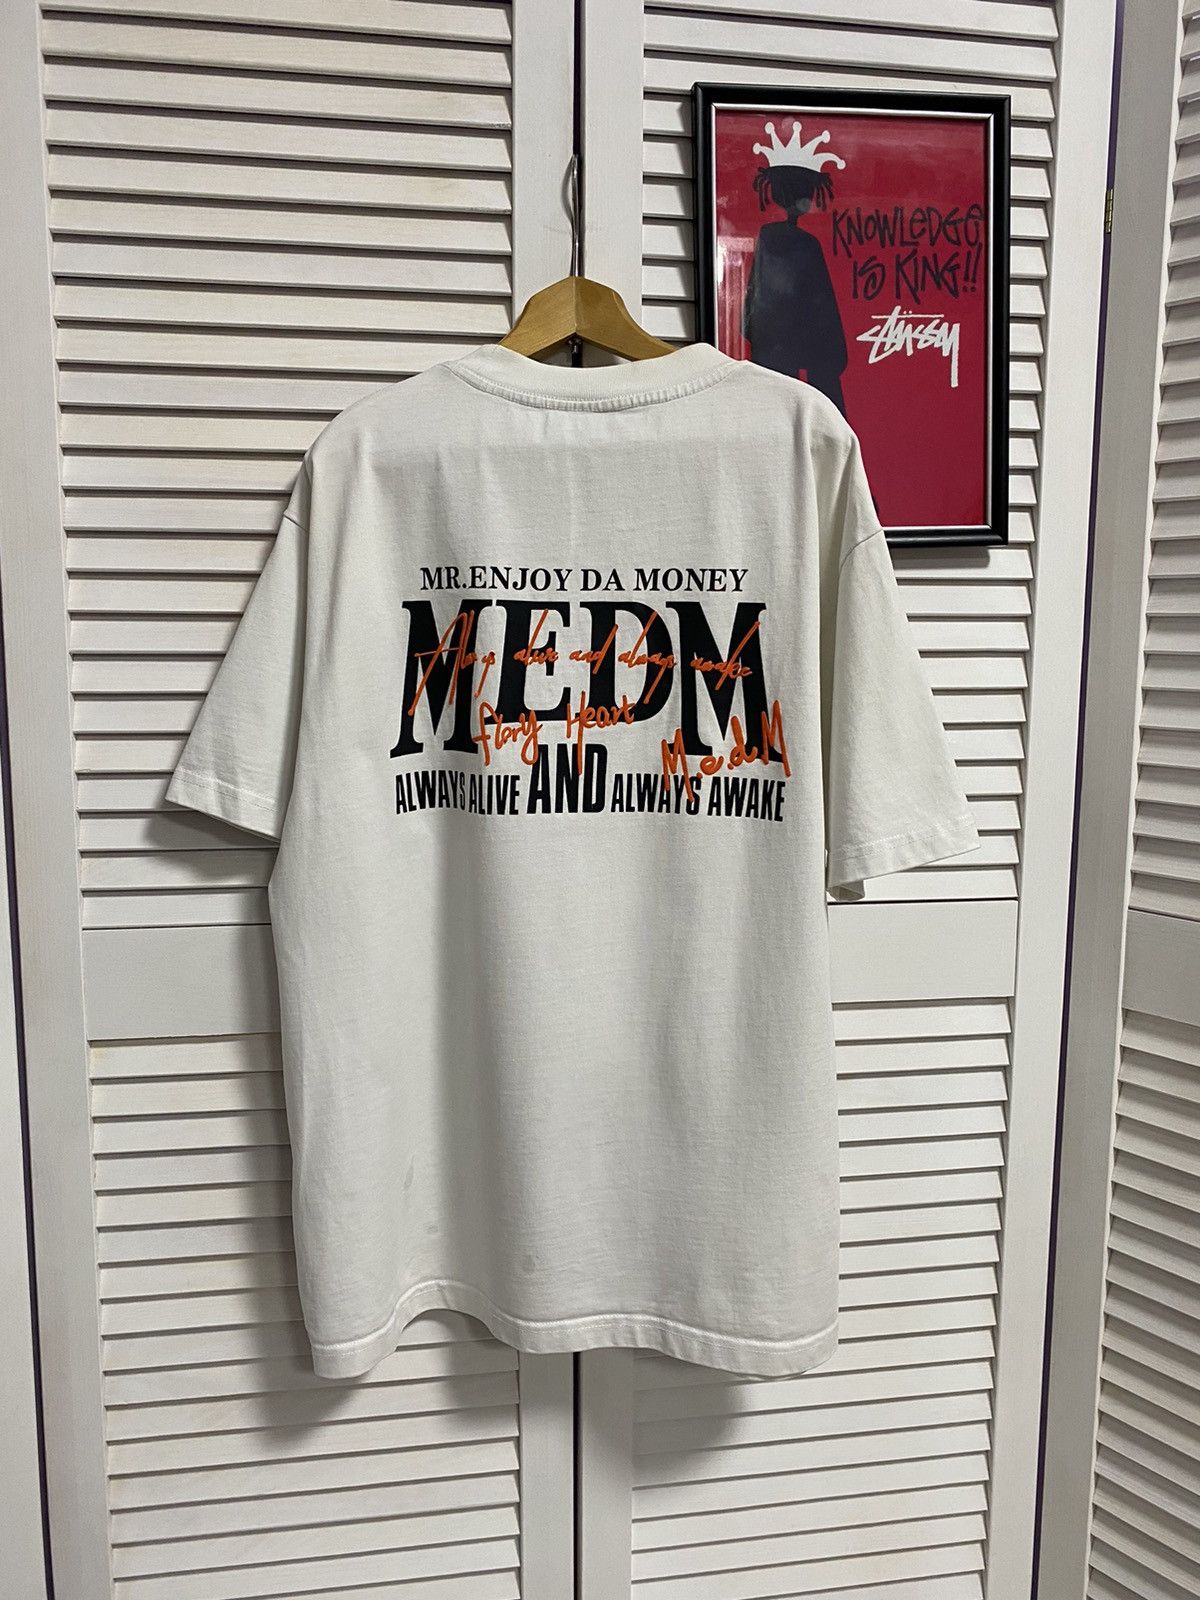 KNOWLEDGE
IS KING!!
STÜSSY
MR.ENJOY DA MONEY
MEDM
Always alive and always awake
fiery Heart
M.e.d.M
ALWAYS ALIVE AND ALWAYS AWAKE